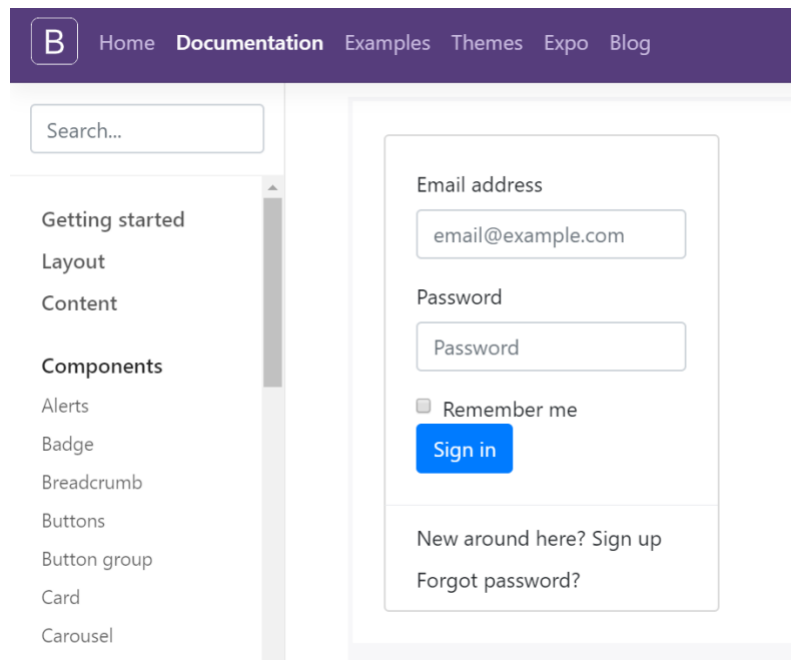 B Home Documentation Examples Themes Expo Blog
Search...
Getting started
Layout
Content
Components
Alerts
Badge
Breadcrumb
Buttons
Button group
Card
Carousel
Email address
email@example.com
Password
Password
Remember me
Sign in
New around here? Sign up
Forgot password?